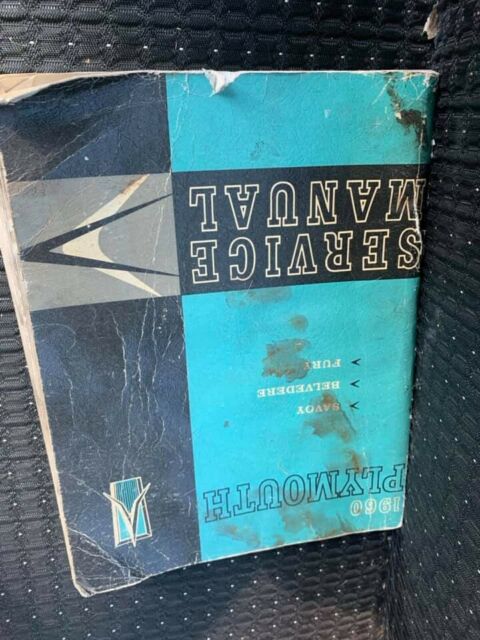 1960
PLYMOUTH
SAVOY
BELVEDERE
FURY
SERVICE
MANUAL